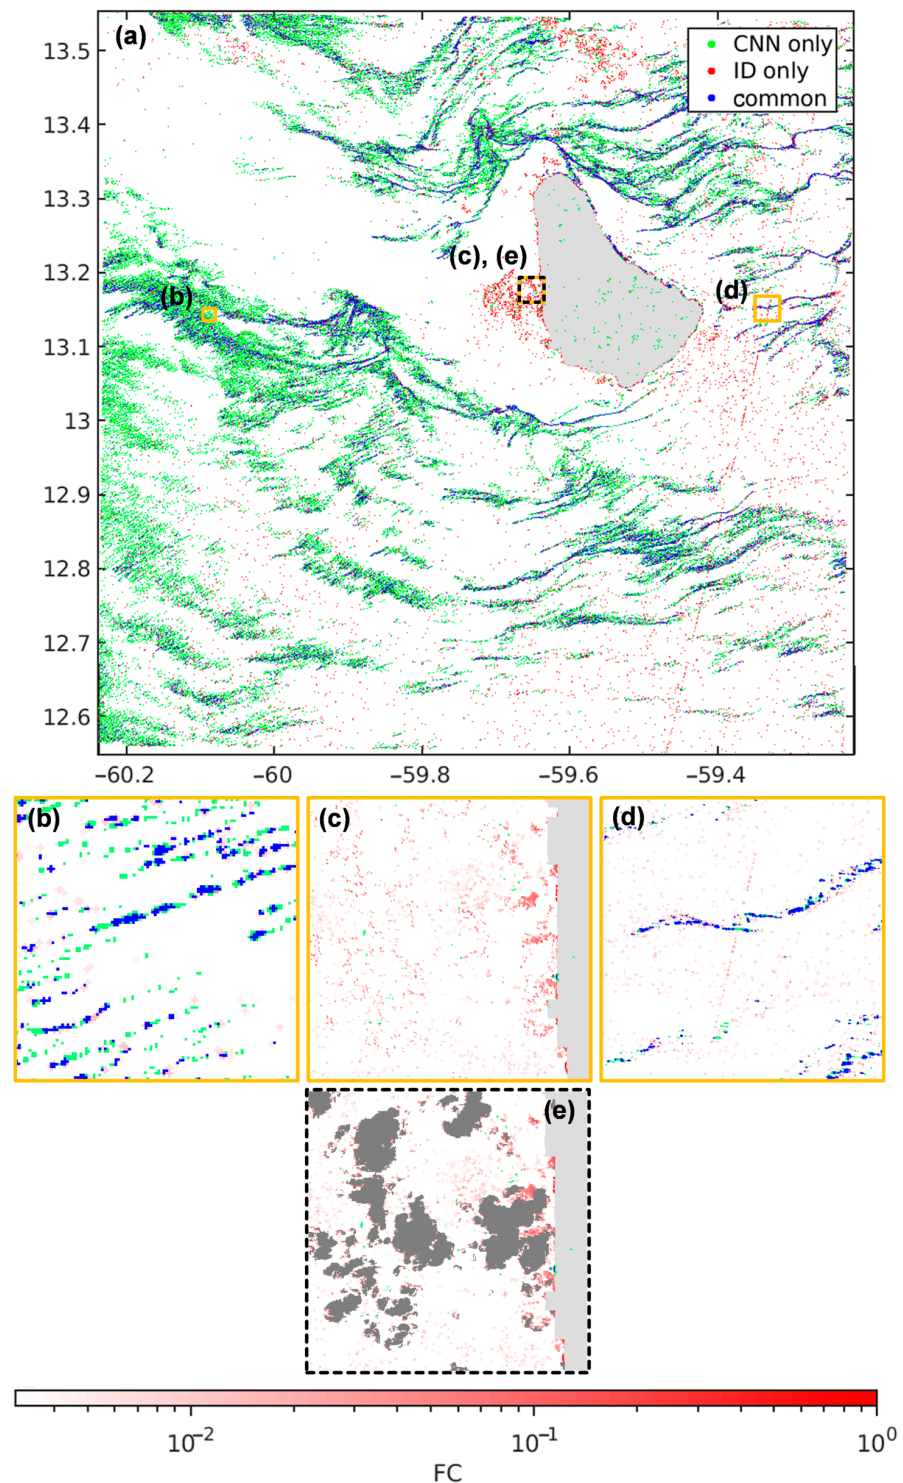 (a)
CNN only
ID only
common
13.5
13.4
13.3
13.2
13.1
13
12.9
12.8
12.7
12.6
(c), (e)
(b)
(d)
−60.2 −60 −59.8 −59.6 −59.4
(b) (c) (d)
(e)
10⁻² 10⁻¹ 10⁰
FC